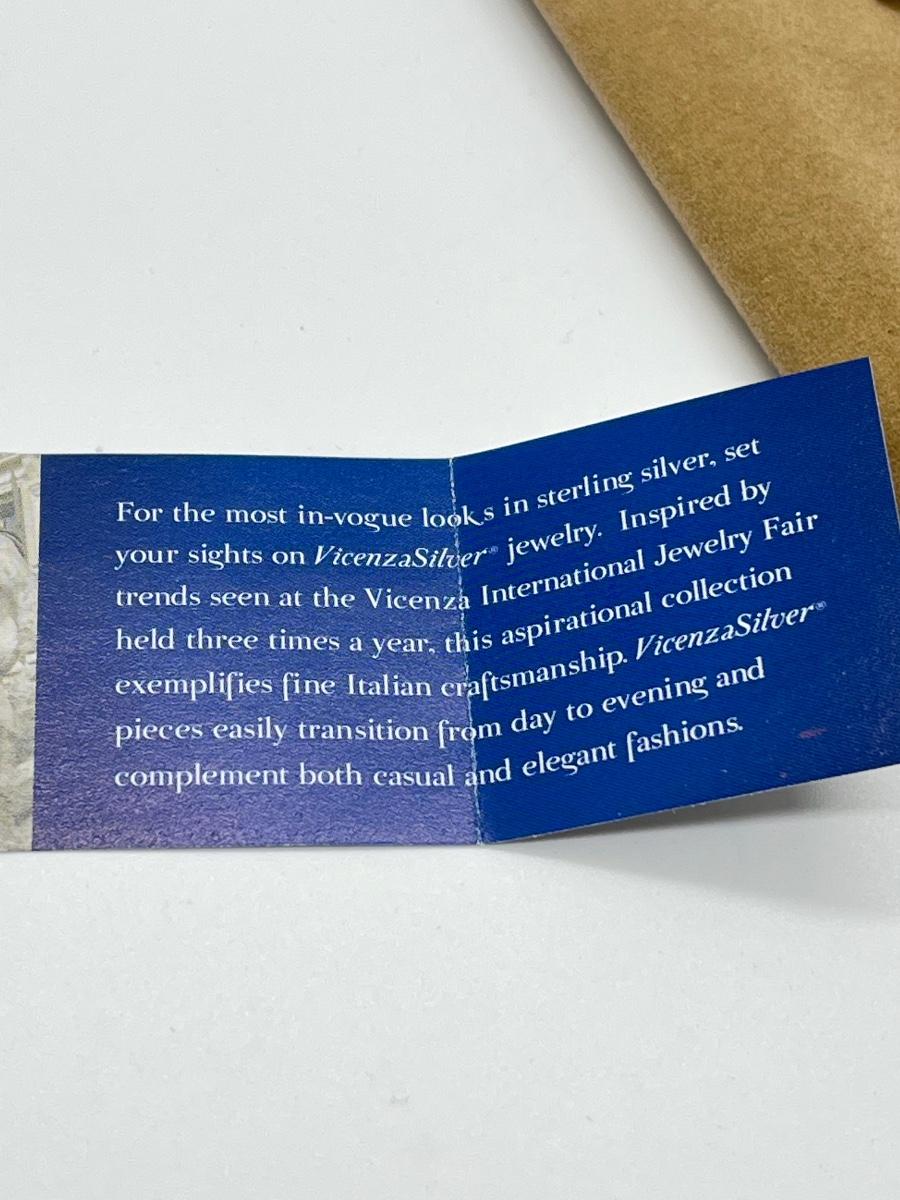 For the most in-vogue looks in sterling silver, set
your sights on VicenzaSilver® jewelry. Inspired by
trends seen at the Vicenza International Jewelry Fair
held three times a year, this aspirational collection
exemplifies fine Italian craftsmanship. VicenzaSilver®
pieces easily transition from day to evening and
complement both casual and elegant fashions.